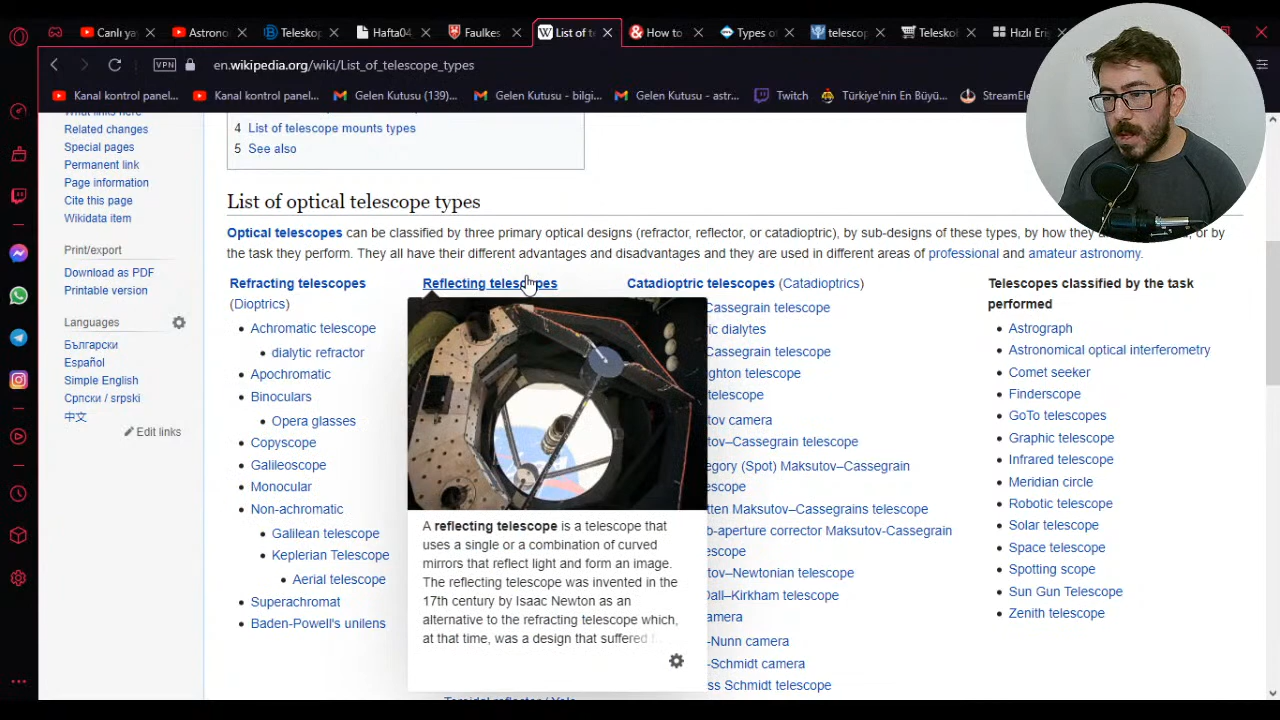 Canlı ya
Astrono
Teleskop
Hafta04
Faulkes
W List of t
How to
Types o
telescop
Teleskol
Hızlı Eri
VPN en.wikipedia.org/wiki/List_of_telescope_types
Kanal kontrol panel...
Kanal kontrol panel...
Gelen Kutusu (139)...
Gelen Kutusu - bilgi...
Gelen Kutusu - astr...
Twitch
Türkiye'nin En Büyü...
StreamEle
What links here
Related changes
Special pages
Permanent link
Page information
Cite this page
Wikidata item
Print/export
Download as PDF
Printable version
Languages
Български
Español
Simple English
Српски / srpski
中文
Edit links
4 List of telescope mounts types
5 See also
List of optical telescope types
Optical telescopes can be classified by three primary optical designs (refractor, reflector, or catadioptric), by sub-designs of these types, by how they or by
the task they perform. They all have their different advantages and disadvantages and they are used in different areas of professional and amateur astronomy.
Refracting telescopes
(Dioptrics)
Achromatic telescope
dialytic refractor
Apochromatic
Binoculars
Opera glasses
Copyscope
Galileoscope
Monocular
Non-achromatic
Galilean telescope
Keplerian Telescope
Aerial telescope
Superachromat
Baden-Powell's unilens
Reflecting telescopes
A reflecting telescope is a telescope that
uses a single or a combination of curved
mirrors that reflect light and form an image.
The reflecting telescope was invented in the
17th century by Isaac Newton as an
alternative to the refracting telescope which,
at that time, was a design that suffered
Catadioptric telescopes (Catadioptrics)
Cassegrain telescope
ric dialytes
Cassegrain telescope
ghton telescope
telescope
tov camera
tov–Cassegrain telescope
egory (Spot) Maksutov–Cassegrain
escope
tten Maksutov–Cassegrains telescope
b-aperture corrector Maksutov-Cassegrain
escope
tov–Newtonian telescope
Dall–Kirkham telescope
amera
-Nunn camera
-Schmidt camera
ss Schmidt telescope
Telescopes classified by the task
performed
Astrograph
Astronomical optical interferometry
Comet seeker
Finderscope
GoTo telescopes
Graphic telescope
Infrared telescope
Meridian circle
Robotic telescope
Solar telescope
Space telescope
Spotting scope
Sun Gun Telescope
Zenith telescope